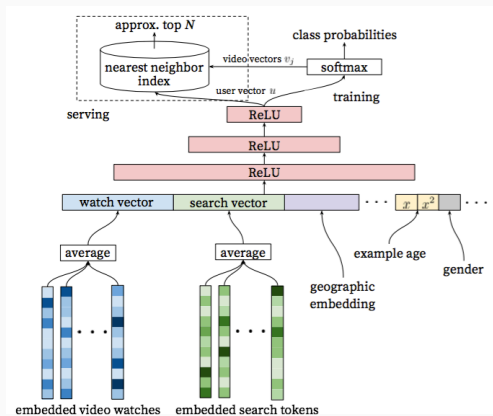 approx. top N
class probabilities
nearest neighbor
index
video vectors vⱼ
softmax
user vector u
serving
training
ReLU
ReLU
ReLU
watch vector
search vector
x
x²
average
average
example age
gender
geographic
embedding
embedded video watches
embedded search tokens